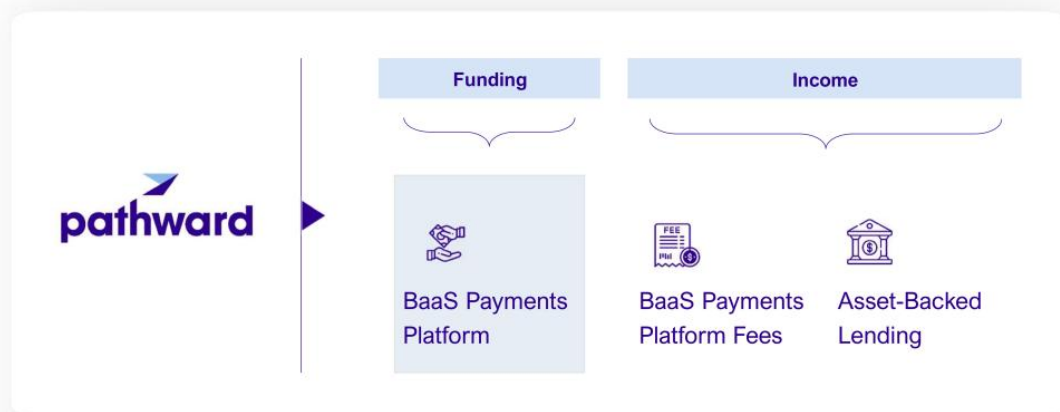 Funding
Income
pathward
FEE
BaaS Payments
Platform
BaaS Payments
Platform Fees
Asset-Backed
Lending